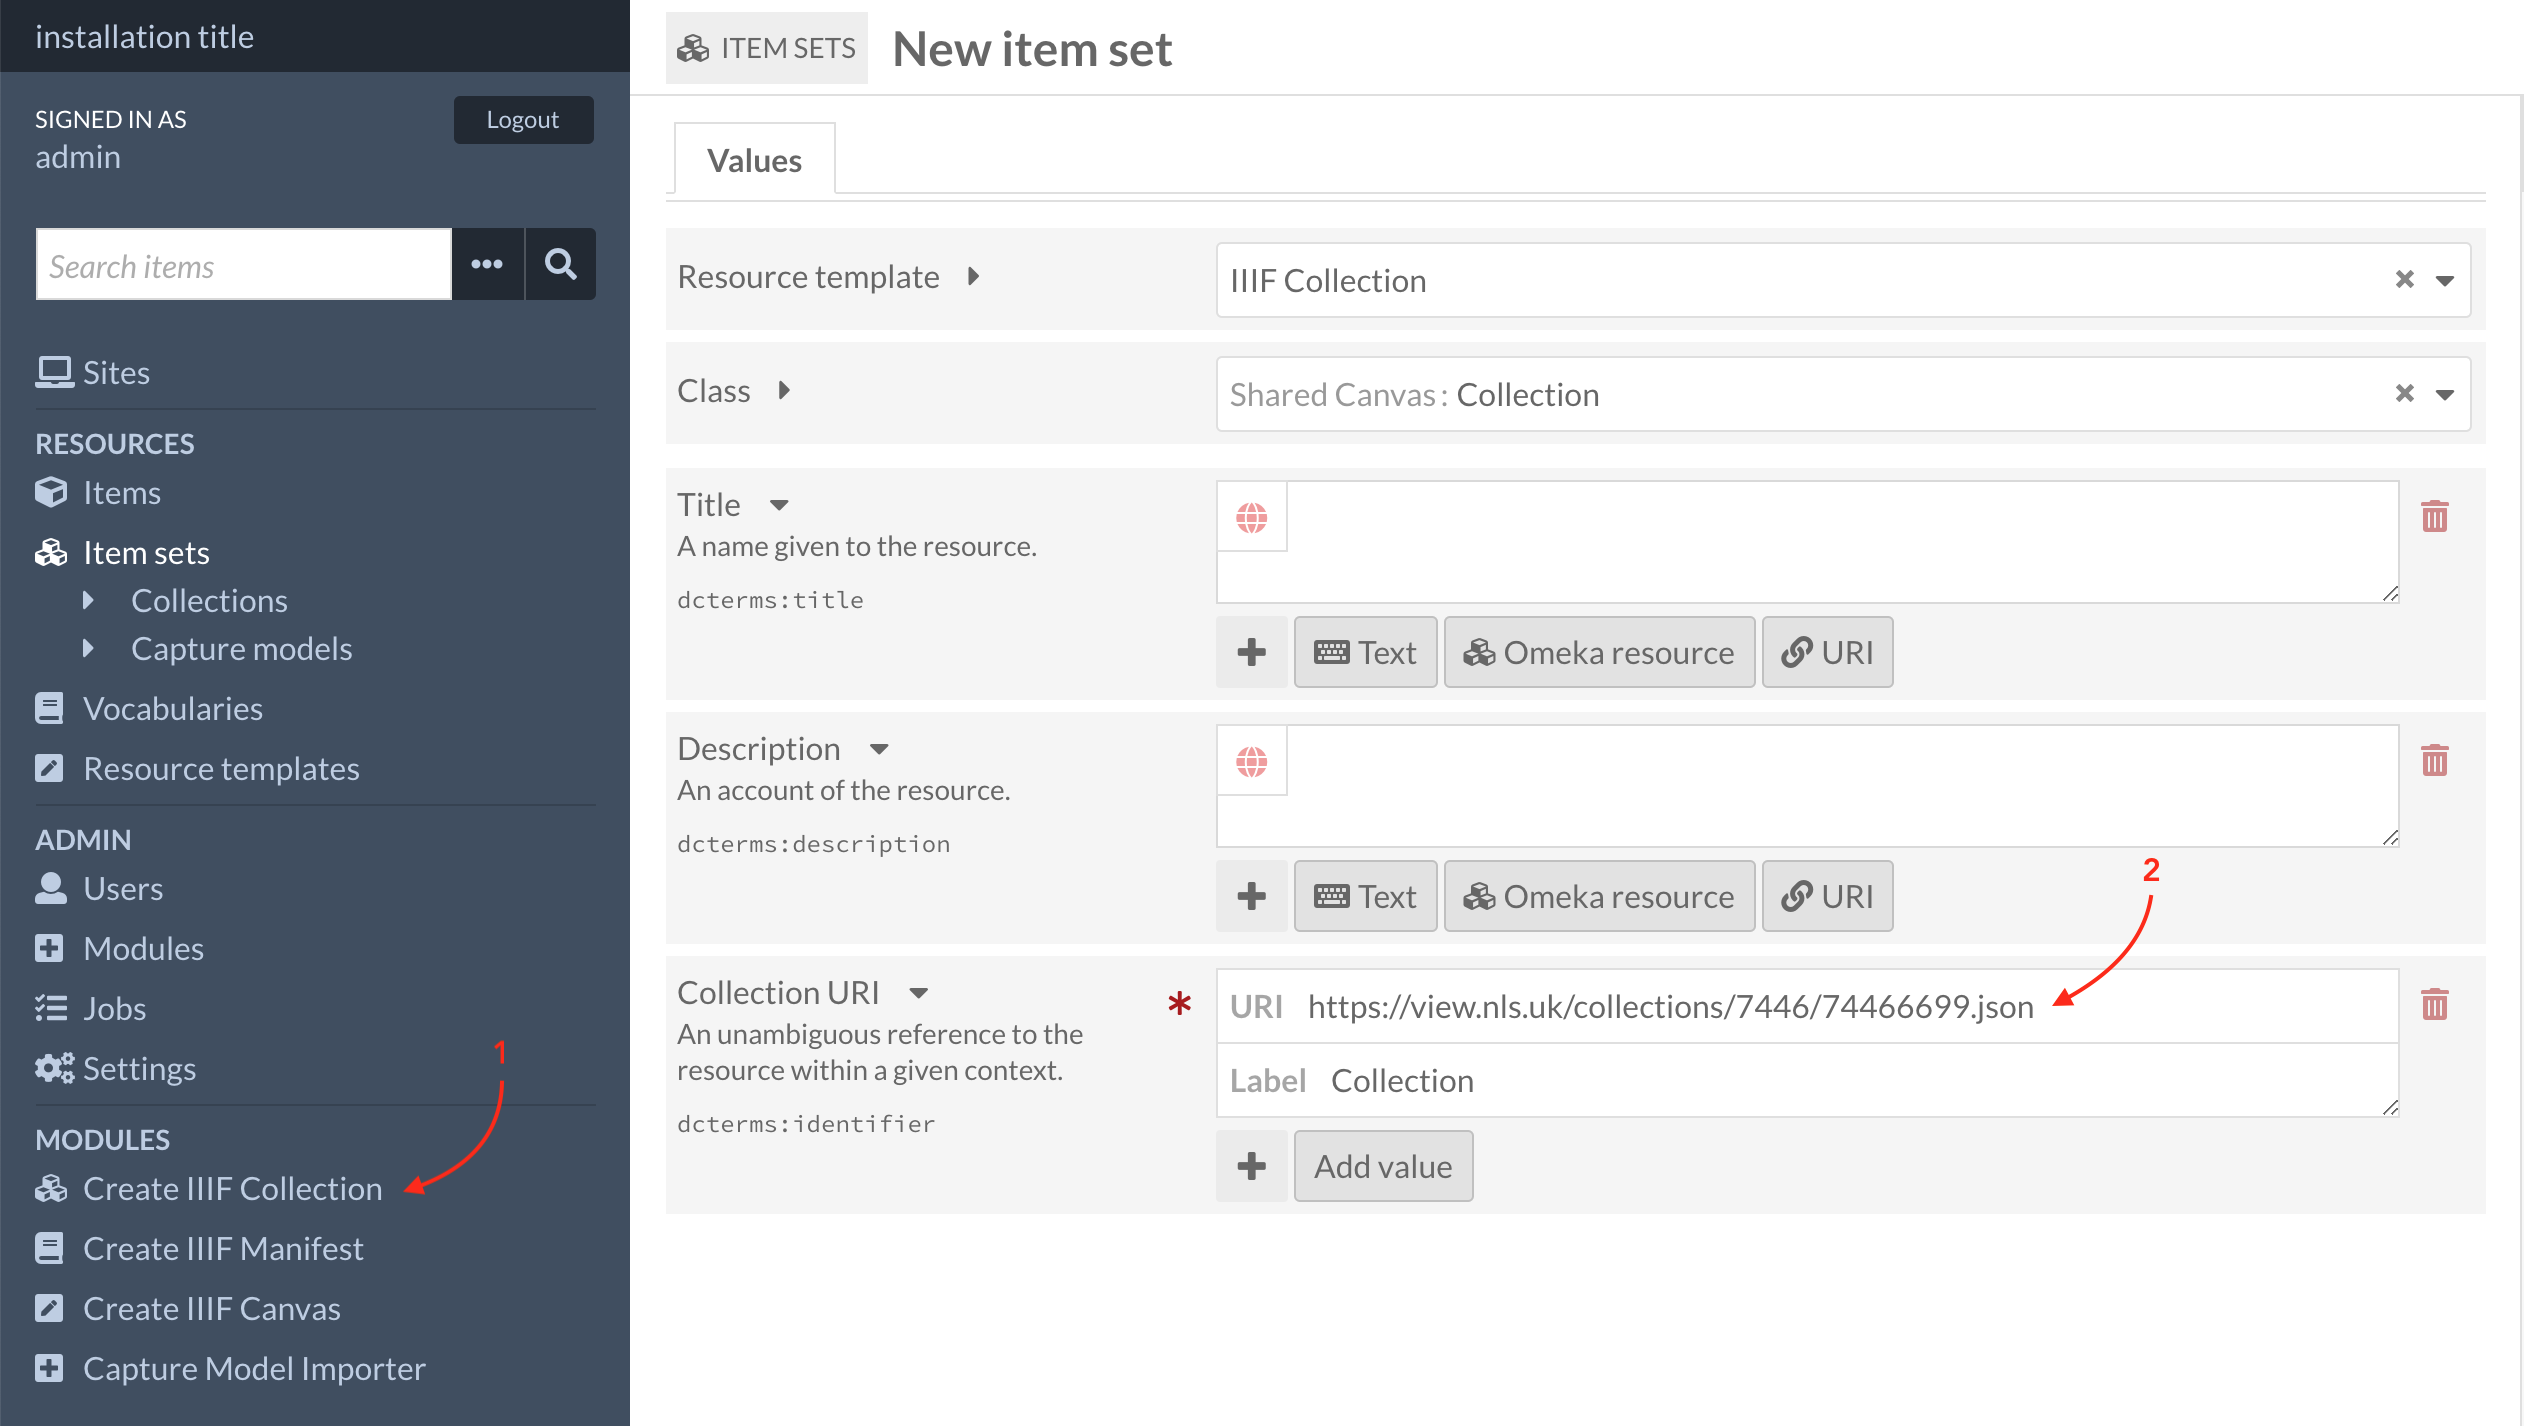 installation title
SIGNED IN AS
admin
Logout
Search items
Sites
RESOURCES
Items
Item sets
Collections
Capture models
Vocabularies
Resource templates
ADMIN
Users
Modules
Jobs
Settings
1
MODULES
Create IIIF Collection
Create IIIF Manifest
Create IIIF Canvas
Capture Model Importer
ITEM SETS New item set
Values
Resource template
IIIF Collection
Class
Shared Canvas: Collection
Title
A name given to the resource.
dcterms:title
Text Omeka resource URI
Description
An account of the resource.
dcterms:description
Text Omeka resource URI
2
Collection URI *
An unambiguous reference to the
resource within a given context.
dcterms:identifier
URI https://view.nls.uk/collections/7446/74466699.json
Label Collection
Add value